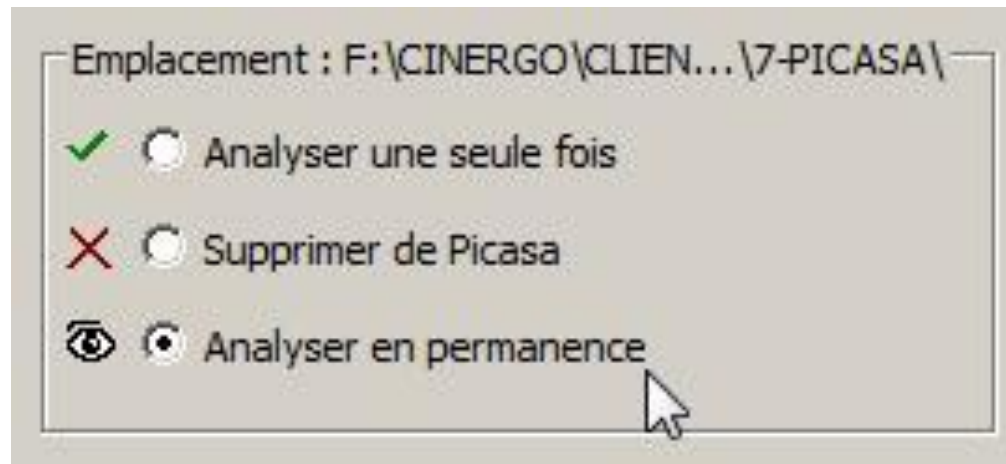 Emplacement : F:\CINERGO\CLIEN...\7-PICASA\
Analyser une seule fois
Supprimer de Picasa
Analyser en permanence